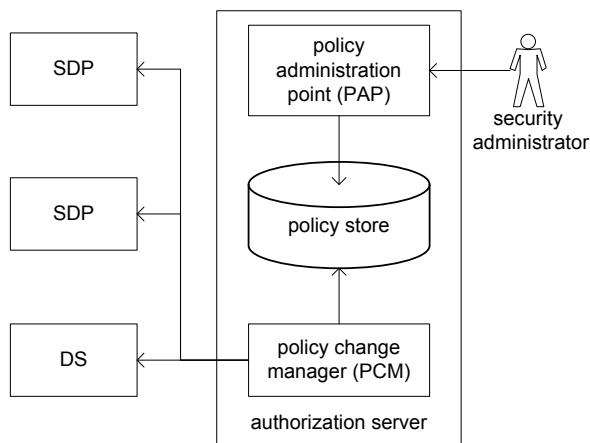 SDP
policy
administration
point (PAP)
security
administrator
SDP
policy store
DS
policy change
manager (PCM)
authorization server